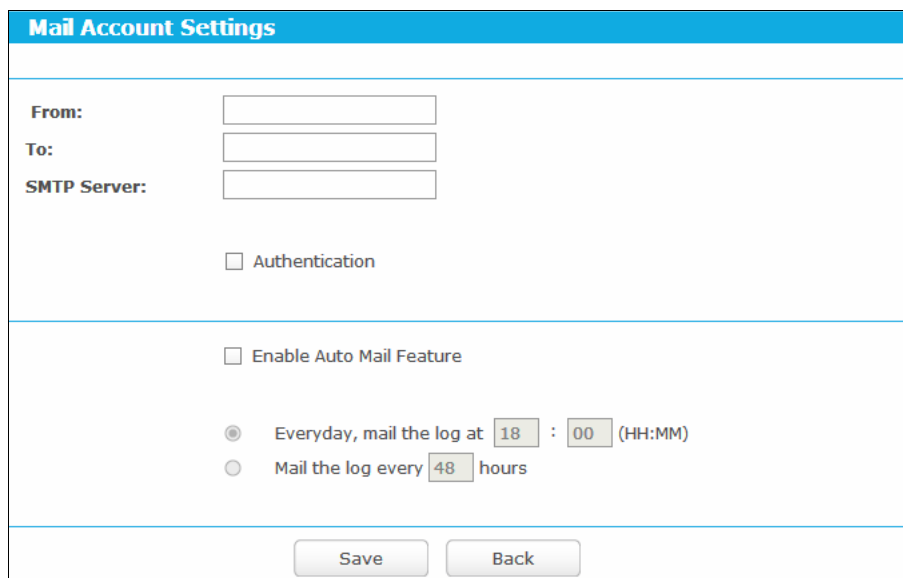 Mail Account Settings
From:
To:
SMTP Server:
Authentication
Enable Auto Mail Feature
Everyday, mail the log at 18 : 00 (HH:MM)
Mail the log every 48 hours
Save Back